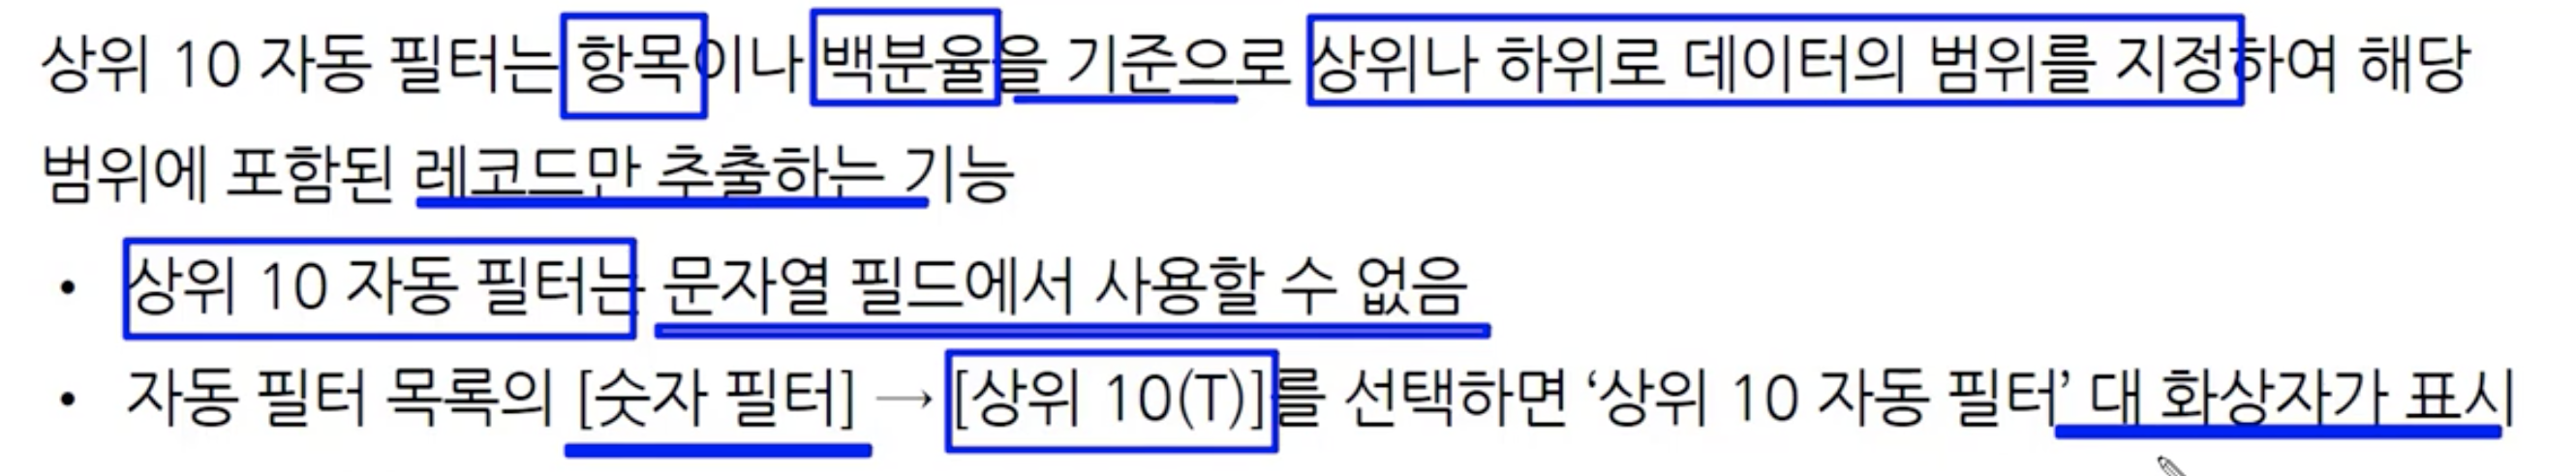 상위 10 자동 필터는 항목이나 백분율을 기준으로 상위나 하위로 데이터의 범위를 지정하여 해당
범위에 포함된 레코드만 추출하는 기능
• 상위 10 자동 필터는 문자열 필드에서 사용할 수 없음
• 자동 필터 목록의 [숫자 필터] → [상위 10(T)]를 선택하면 ‘상위 10 자동 필터’ 대 화상자가 표시